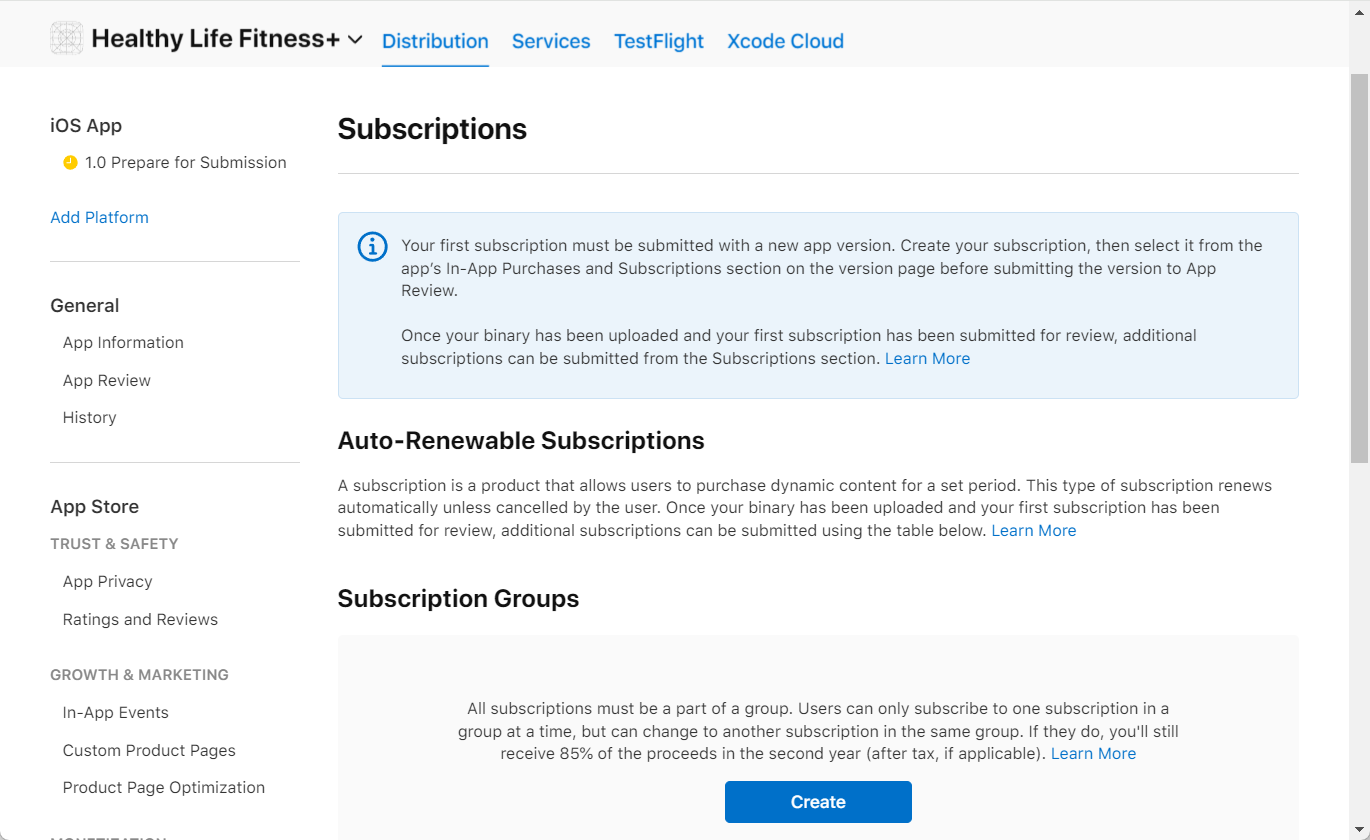 Healthy Life Fitness+
Distribution
Services
TestFlight
Xcode Cloud
iOS App
1.0 Prepare for Submission
Add Platform
General
App Information
App Review
History
App Store
TRUST & SAFETY
App Privacy
Ratings and Reviews
GROWTH & MARKETING
In-App Events
Custom Product Pages
Product Page Optimization
MONETIZATION
Subscriptions
Your first subscription must be submitted with a new app version. Create your subscription, then select it from the
app’s In-App Purchases and Subscriptions section on the version page before submitting the version to App
Review.
Once your binary has been uploaded and your first subscription has been submitted for review, additional
subscriptions can be submitted from the Subscriptions section. Learn More
Auto-Renewable Subscriptions
A subscription is a product that allows users to purchase dynamic content for a set period. This type of subscription renews
automatically unless cancelled by the user. Once your binary has been uploaded and your first subscription has been
submitted for review, additional subscriptions can be submitted using the table below. Learn More
Subscription Groups
All subscriptions must be a part of a group. Users can only subscribe to one subscription in a
group at a time, but can change to another subscription in the same group. If they do, you'll still
receive 85% of the proceeds in the second year (after tax, if applicable). Learn More
Create